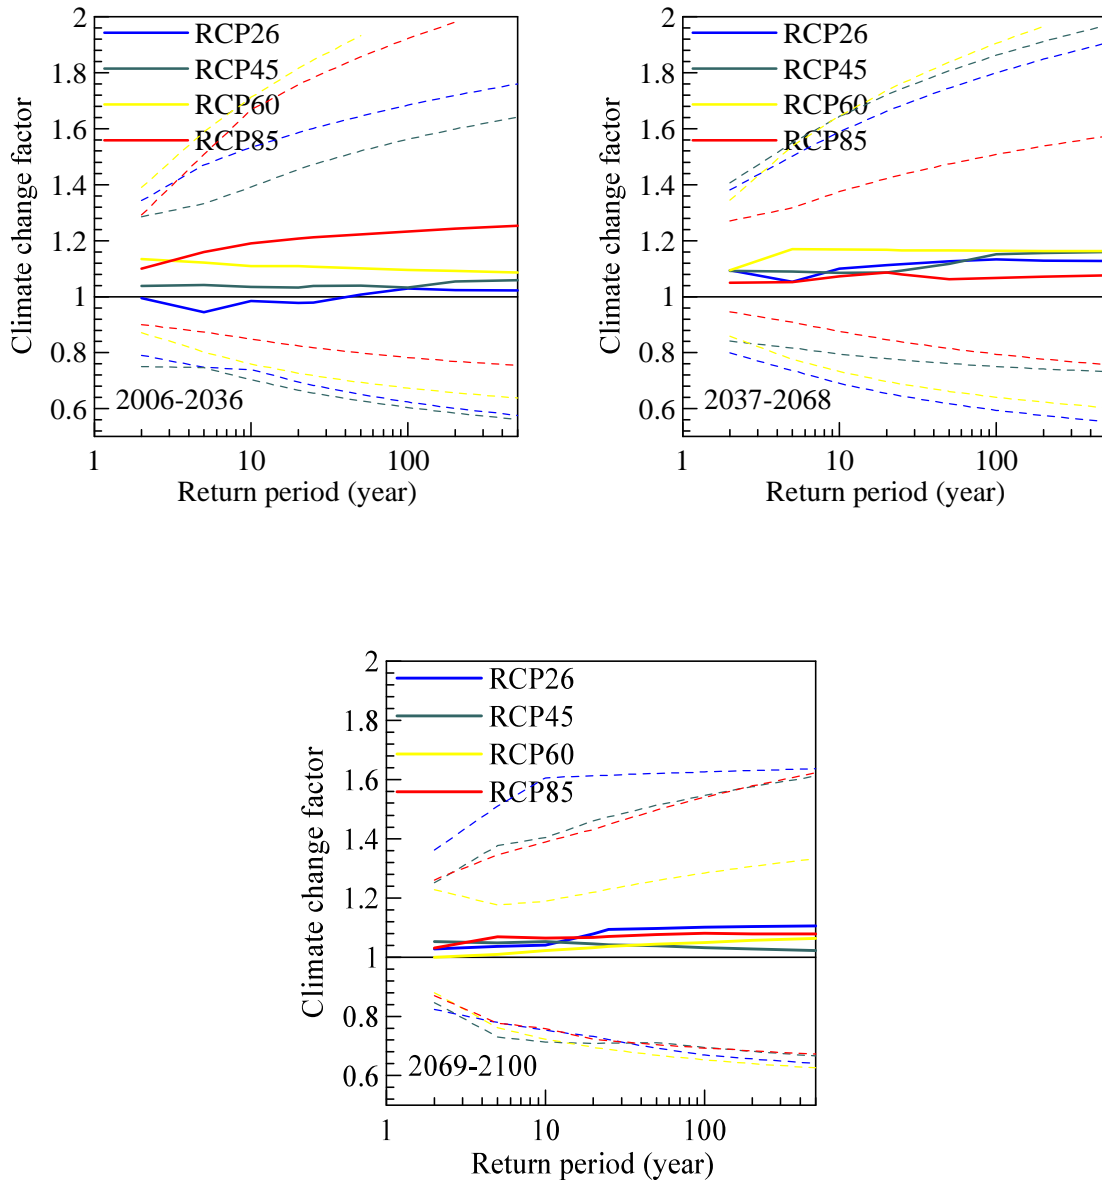 2
1.8
1.6
1.4
1.2
1
0.8
0.6
Climate change factor
RCP26
RCP45
RCP60
RCP85
2006-2036
1 10 100
Return period (year)
2
1.8
1.6
1.4
1.2
1
0.8
0.6
Climate change factor
RCP26
RCP45
RCP60
RCP85
2037-2068
1 10 100
Return period (year)
2
1.8
1.6
1.4
1.2
1
0.8
0.6
Climate change factor
RCP26
RCP45
RCP60
RCP85
2069-2100
1 10 100
Return period (year)